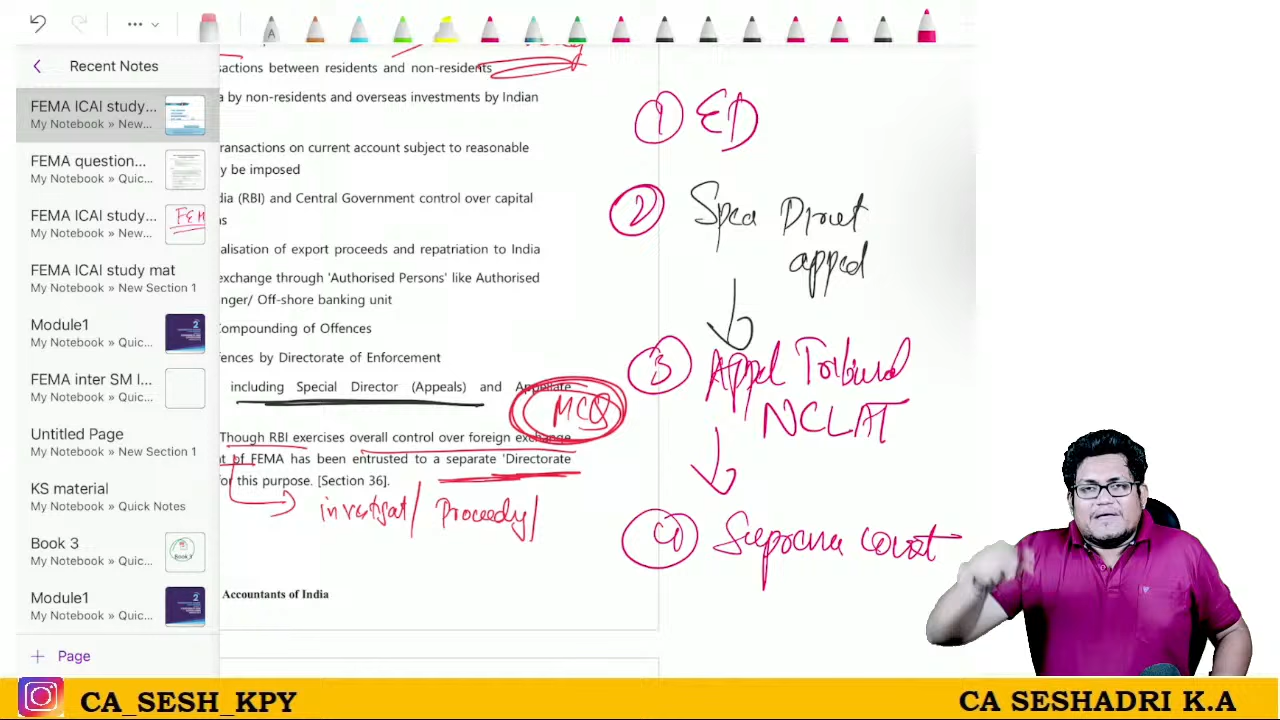 Recent Notes
FEMA ICAI study...
My Notebook » New...
FEMA question...
My Notebook » Quic...
FEMA ICAI study...
My Notebook » New...
FEM
FEMA ICAI study mat
My Notebook » New Section 1
Module1
My Notebook » Quic...
FEMA inter SM I...
My Notebook » Quic...
Untitled Page
My Notebook » New Section 1
KS material
My Notebook » Quick Notes
Book 3
My Notebook » Quic...
Module1
My Notebook » Quic...
+ Page
sactions between residents and non-residents
a by non-residents and overseas investments by Indian
ransactions on current account subject to reasonable
y be imposed
dia (RBI) and Central Government control over capital
ns
alisation of export proceeds and repatriation to India
exchange through 'Authorised Persons' like Authorised
nger/ Off-shore banking unit
ompounding of Offences
ences by Directorate of Enforcement
including Special Director (Appeals) and Appellate
MCQ
Though RBI exercises overall control over foreign exchange
t of FEMA has been entrusted to a separate 'Directorate
for this purpose. [Section 36].
investgat/ Proceedy/
Accountants of India
1 ED
2 Spea Diret
apped
3 Appel Tribunal
NCLAT
4 Supreme court
CA_SESH_KPY
CA SESHADRI K.A